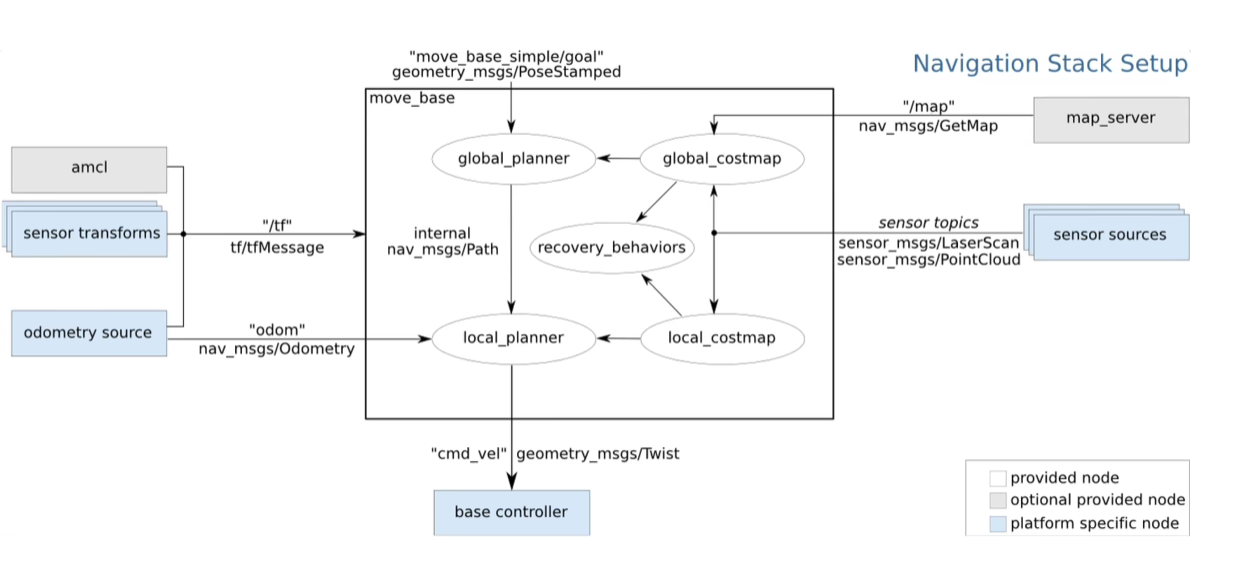 Navigation Stack Setup
"move_base_simple/goal"
geometry_msgs/PoseStamped
move_base
"/map"
nav_msgs/GetMap
map_server
amcl
global_planner
global_costmap
sensor transforms
"/tf"
tf/tfMessage
internal
nav_msgs/Path
recovery_behaviors
sensor topics
sensor_msgs/LaserScan
sensor_msgs/PointCloud
sensor sources
odometry source
"odom"
nav_msgs/Odometry
local_planner
local_costmap
"cmd_vel" geometry_msgs/Twist
base controller
provided node
optional provided node
platform specific node